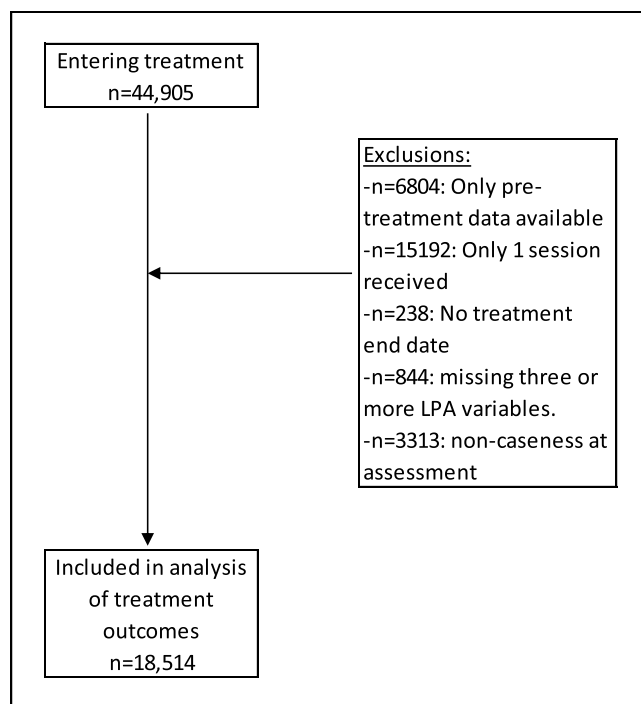 Entering treatment
n=44,905
Exclusions:
-n=6804: Only pre-
treatment data available
-n=15192: Only 1 session
received
-n=238: No treatment
end date
-n=844: missing three or
more LPA variables.
-n=3313: non-caseness at
assessment
Included in analysis
of treatment
outcomes
n=18,514